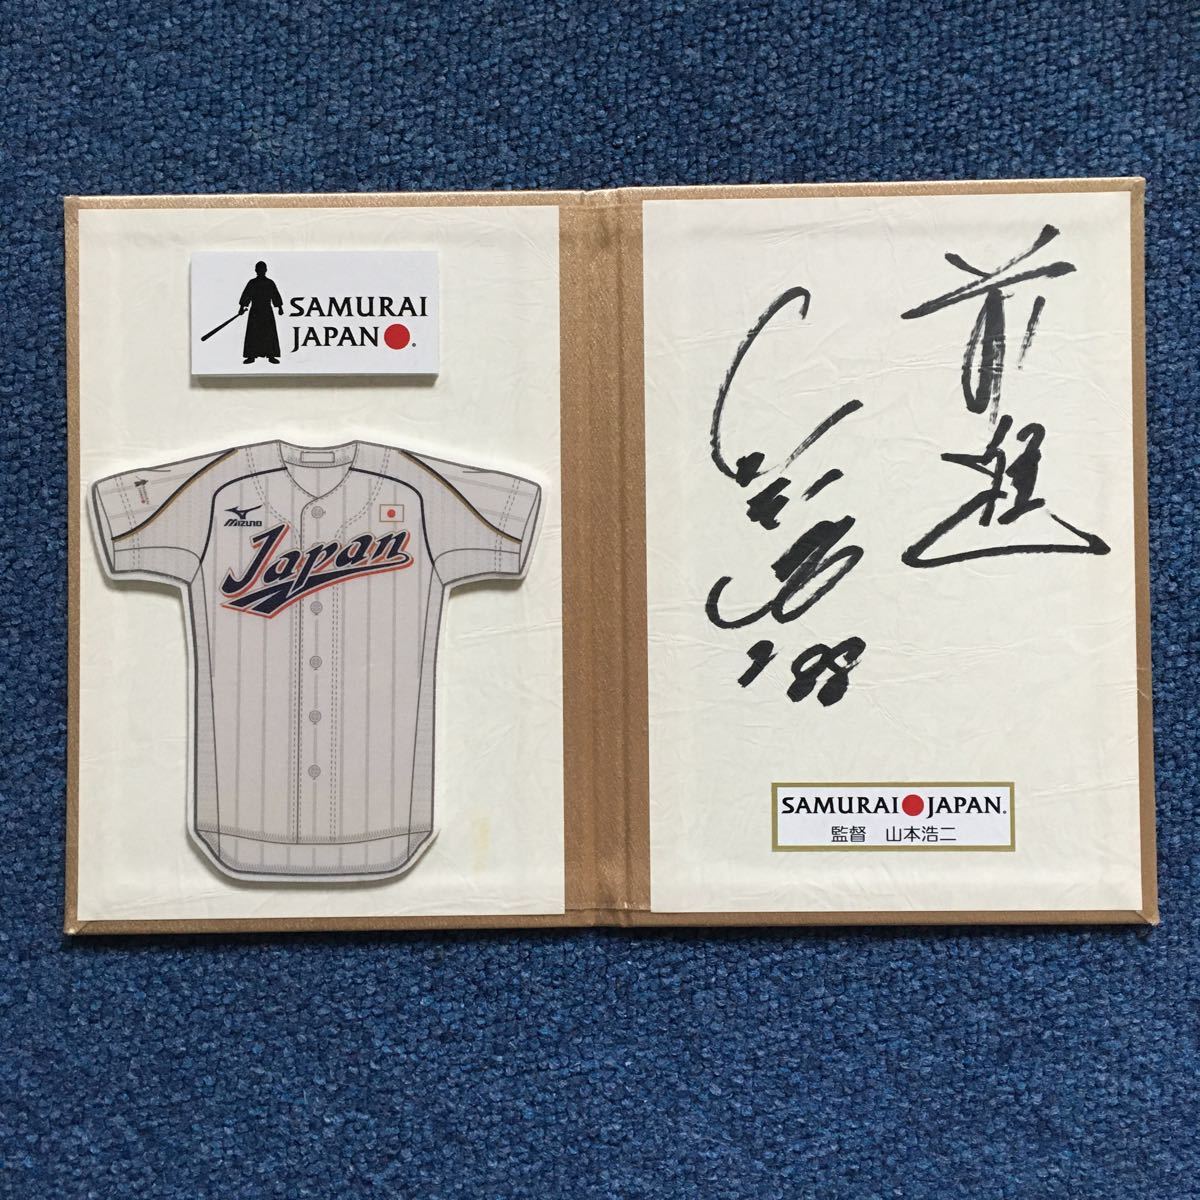 SAMURAI
JAPAN
MIZUNO
Japan
前進
'88
SAMURAI JAPAN
監督 山本浩二